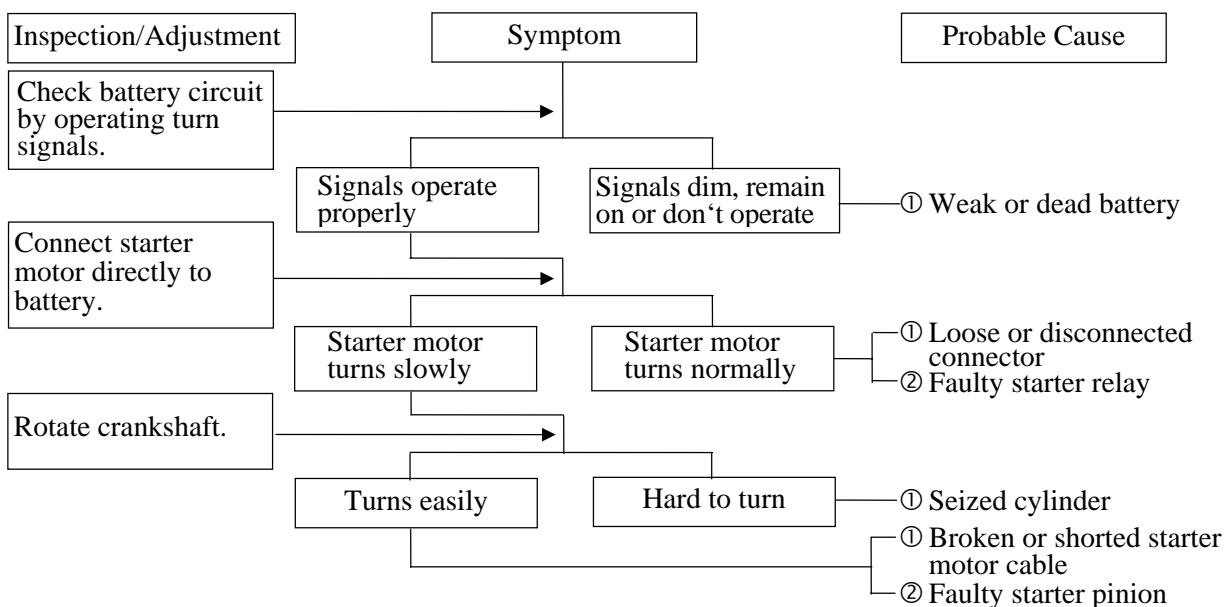 Inspection/Adjustment
Symptom
Probable Cause
Check battery circuit
by operating turn
signals.
Signals operate
properly
Signals dim, remain
on or don‘t operate
① Weak or dead battery
Connect starter
motor directly to
battery.
Starter motor
turns slowly
Starter motor
turns normally
① Loose or disconnected
connector
② Faulty starter relay
Rotate crankshaft.
Turns easily
Hard to turn
① Seized cylinder
① Broken or shorted starter
motor cable
② Faulty starter pinion